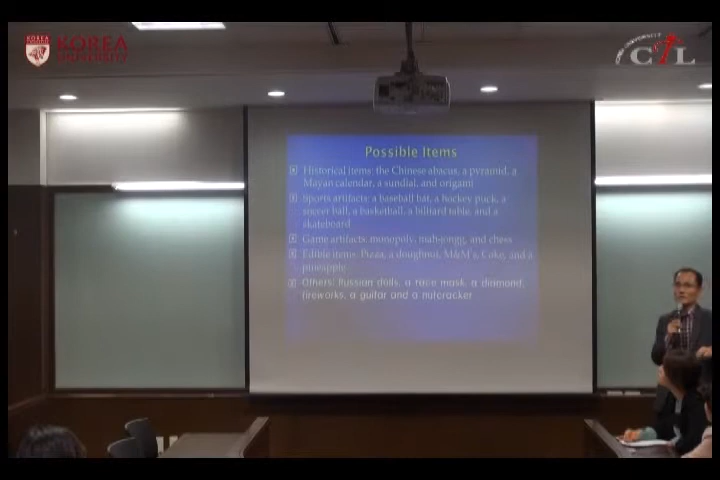 KOREA
UNIVERSITY
CTL
Possible Items
Historical items: the Chinese abacus, a pyramid, a
Mayan calendar, a sundial, and origami
Sports artifacts: a baseball bat, a hockey puck, a
soccer ball, a basketball, a billiard table, and a
skateboard
Game artifacts: monopoly, mah-jongg, and chess
Edible items: Pizza, a doughnut, M&M's, Coke, and a
pineapple
Others: Russian dolls, a race mask, a diamond,
fireworks, a guitar and a nutcracker